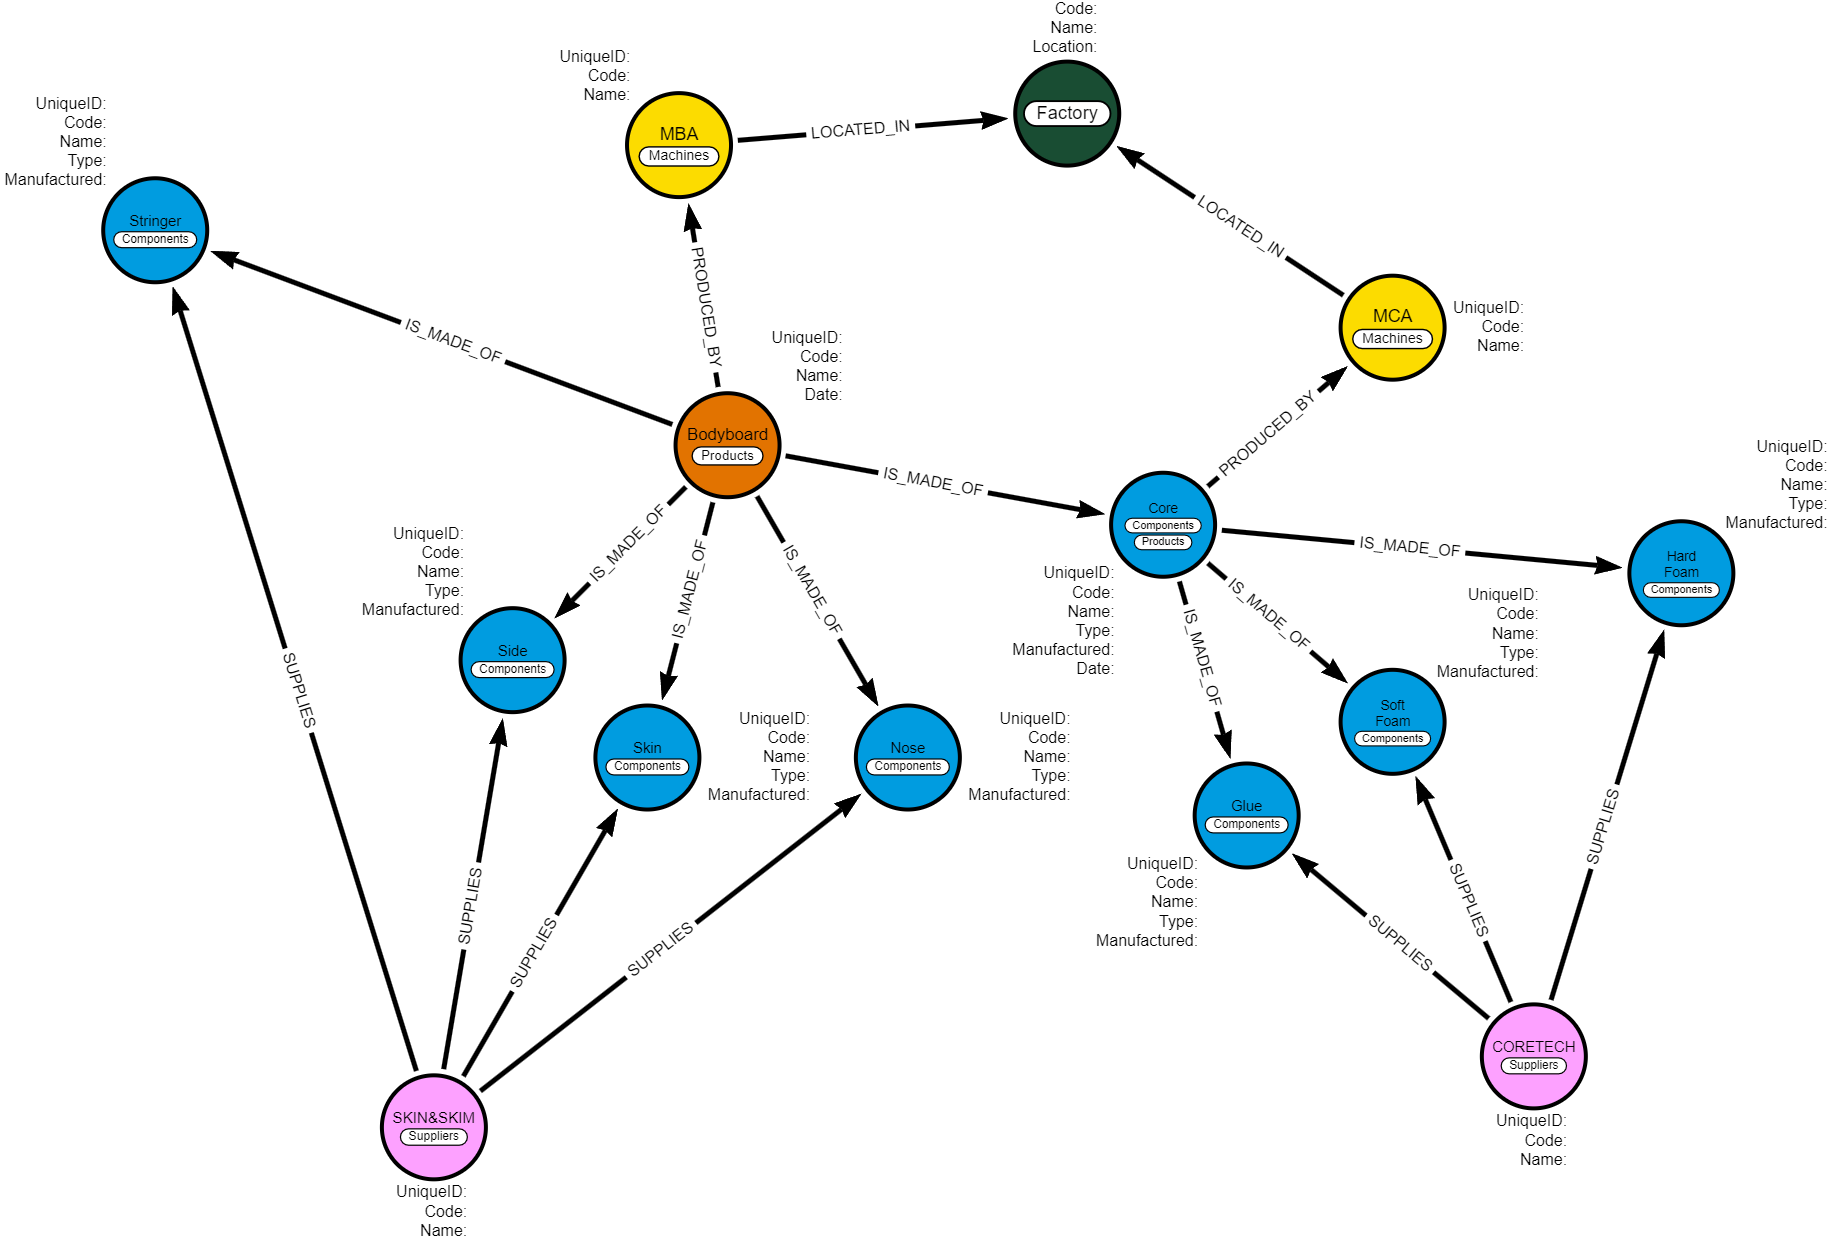 Code:
Name:
Location:
Factory
UniqueID:
Code:
Name:
MBA
Machines
LOCATED_IN
UniqueID:
Code:
Name:
Type:
Manufactured:
Stringer
Components
LOCATED_IN
PRODUCED_BY
IS_MADE_OF
MCA
Machines
UniqueID:
Code:
Name:
UniqueID:
Code:
Name:
Date:
Bodyboard
Products
PRODUCED_BY
IS_MADE_OF
Core
Components
Products
UniqueID:
Code:
Name:
Type:
Manufactured:
Date:
UniqueID:
Code:
Name:
Type:
Manufactured:
Hard
Foam
Components
IS_MADE_OF
IS_MADE_OF
IS_MADE_OF
UniqueID:
Code:
Name:
Type:
Manufactured:
Soft
Foam
Components
IS_MADE_OF
IS_MADE_OF
IS_MADE_OF
UniqueID:
Code:
Name:
Type:
Manufactured:
Side
Components
Skin
Components
UniqueID:
Code:
Name:
Type:
Manufactured:
Nose
Components
UniqueID:
Code:
Name:
Type:
Manufactured:
Glue
Components
UniqueID:
Code:
Name:
Type:
Manufactured:
SUPPLIES
SUPPLIES
SUPPLIES
SUPPLIES
SUPPLIES
SUPPLIES
SUPPLIES
CORETECH
Suppliers
UniqueID:
Code:
Name:
SKIN&SKIM
Suppliers
UniqueID:
Code:
Name: